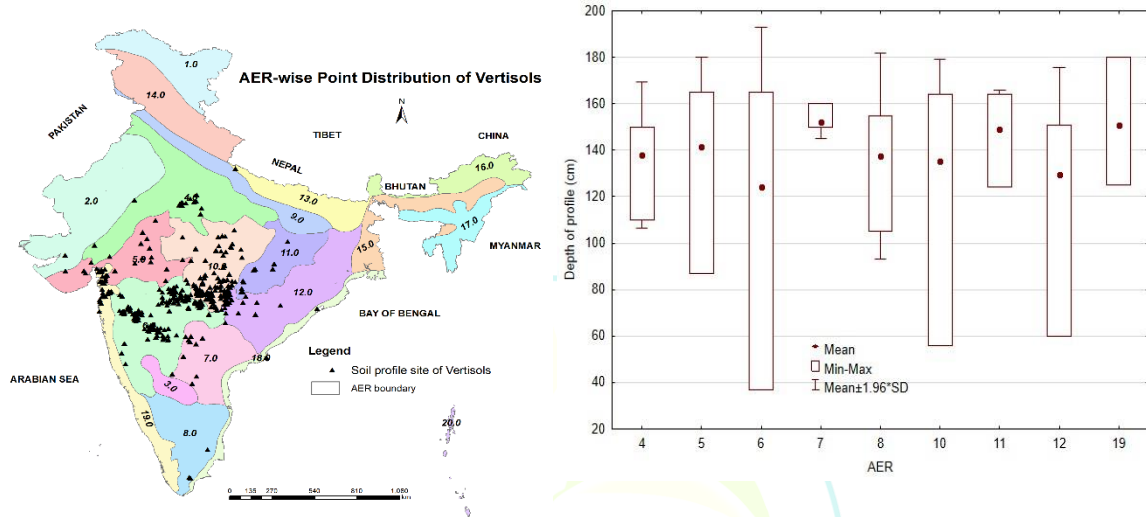 AER-wise Point Distribution of Vertisols
N
1.0
14.0
PAKISTAN
TIBET
CHINA
NEPAL
16.0
BHUTAN
2.0
13.0
9.0
17.0
MYANMAR
15.0
11.0
12.0
BAY OF BENGAL
7.0
18.0
3.0
ARABIAN SEA
19.0
8.0
20.0
Legend
Soil profile site of Vertisols
AER boundary
0 135 270 540 810 1,080
km
Depth of profile (cm)
200
180
160
140
120
100
80
60
40
20
Mean
Min-Max
Mean±1.96*SD
4 5 6 7 8 10 11 12 19
AER